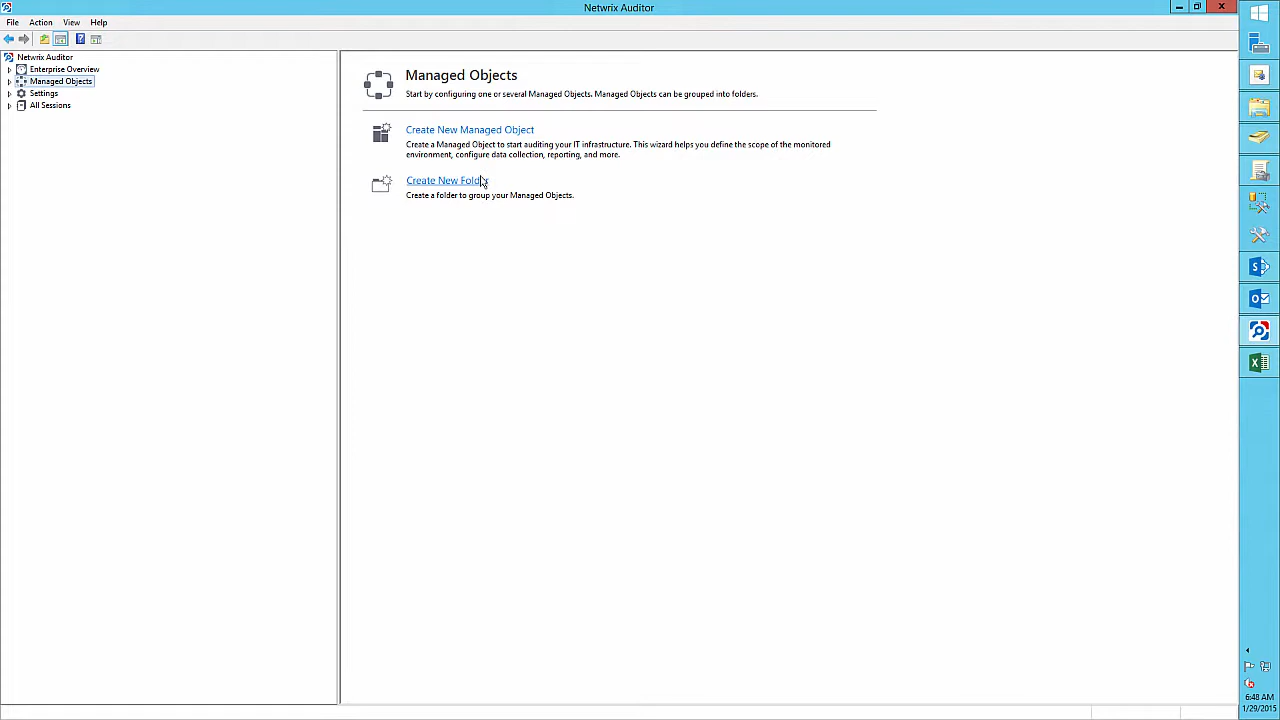 Netwrix Auditor
File Action View Help
Netwrix Auditor
Enterprise Overview
Managed Objects
Settings
All Sessions
Managed Objects
Start by configuring one or several Managed Objects. Managed Objects can be grouped into folders.
Create New Managed Object
Create a Managed Object to start auditing your IT infrastructure. This wizard helps you define the scope of the monitored
environment, configure data collection, reporting, and more.
Create New Folder
Create a folder to group your Managed Objects.
6:48 AM
1/29/2015